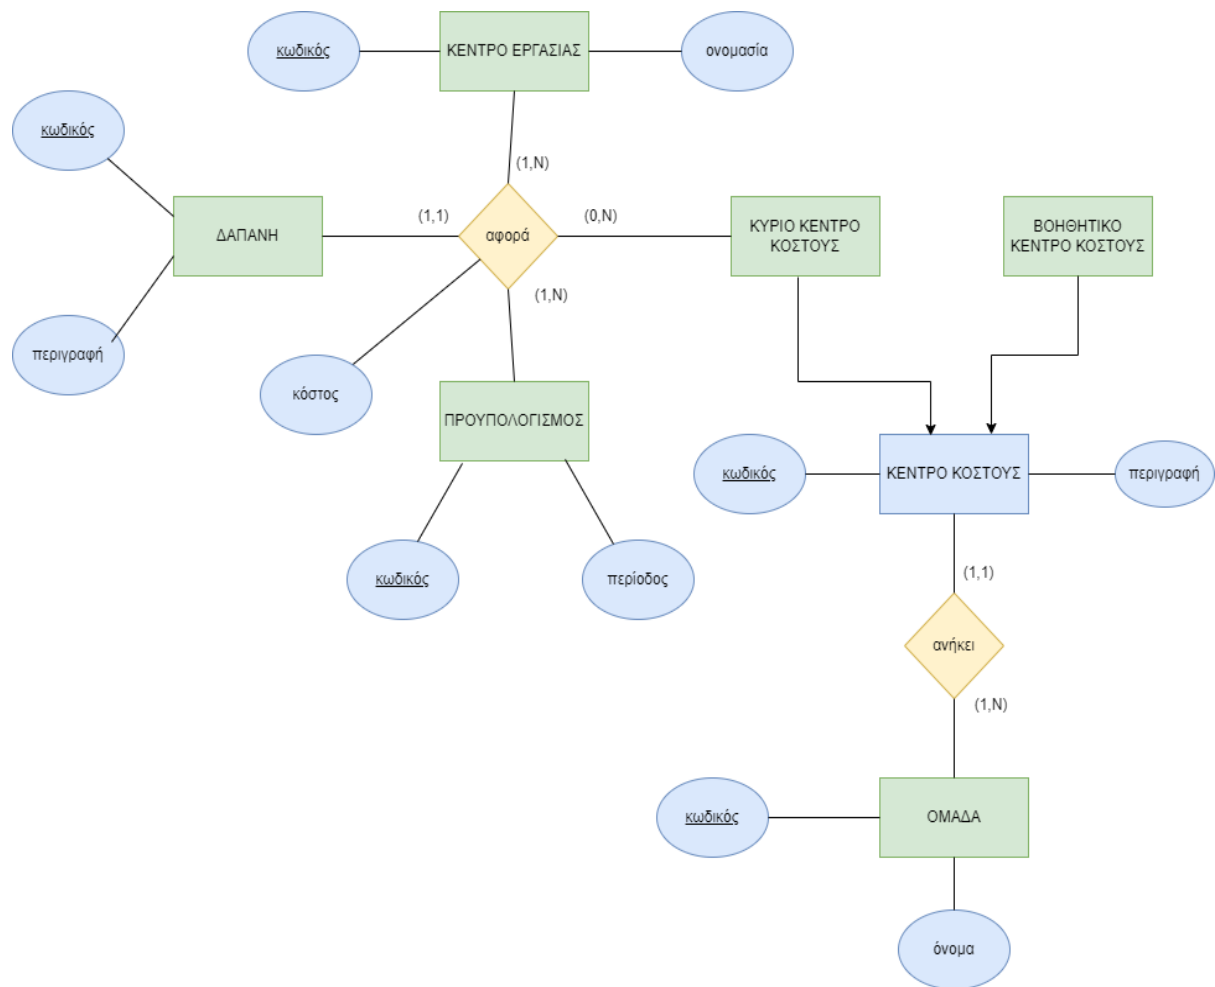 κωδικός
ΚΕΝΤΡΟ ΕΡΓΑΣΙΑΣ
ονομασία
κωδικός
(1,N)
ΔΑΠΑΝΗ
(1,1)
αφορά
(0,N)
ΚΥΡΙΟ ΚΕΝΤΡΟ
ΚΟΣΤΟΥΣ
ΒΟΗΘΗΤΙΚΟ
ΚΕΝΤΡΟ ΚΟΣΤΟΥΣ
(1,N)
περιγραφή
κόστος
ΠΡΟΥΠΟΛΟΓΙΣΜΟΣ
κωδικός
ΚΕΝΤΡΟ ΚΟΣΤΟΥΣ
περιγραφή
κωδικός
περίοδος
(1,1)
ανήκει
(1,N)
κωδικός
ΟΜΑΔΑ
όνομα